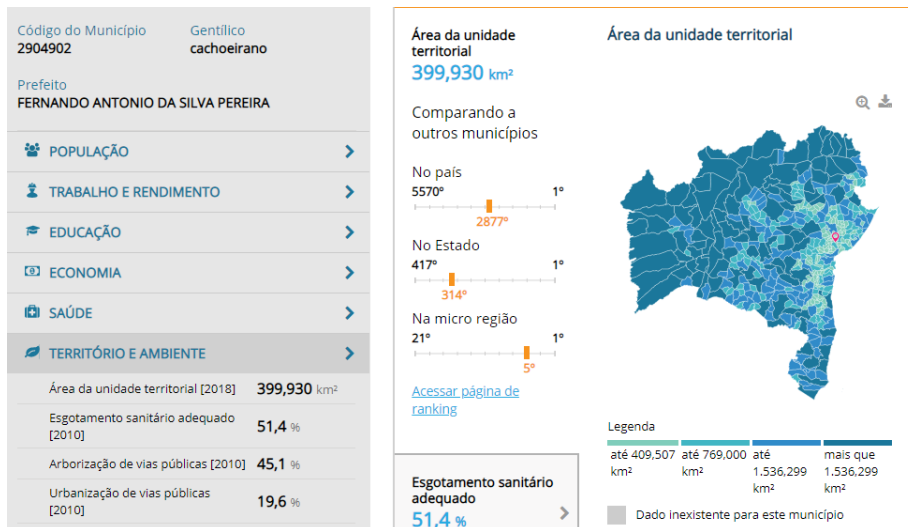 Código do Município
2904902
Gentílico
cachoeirano
Prefeito
FERNANDO ANTONIO DA SILVA PEREIRA
POPULAÇÃO
TRABALHO E RENDIMENTO
EDUCAÇÃO
ECONOMIA
SAÚDE
TERRITÓRIO E AMBIENTE
Área da unidade territorial [2018] 399,930 km²
Esgotamento sanitário adequado
[2010]
51,4 %
Arborização de vias públicas [2010] 45,1 %
Urbanização de vias públicas
[2010]
19,6 %
Área da unidade
territorial
399,930 km²
Comparando a
outros municípios
No país
5570º 1º
2877º
No Estado
417º 1º
314º
Na micro região
21º 1º
5º
Acessar página de
ranking
Esgotamento sanitário
adequado
51,4 %
Área da unidade territorial
Legenda
até 409,507
km²
até 769,000
km²
até
1.536,299
km²
mais que
1.536,299
km²
Dado inexistente para este município